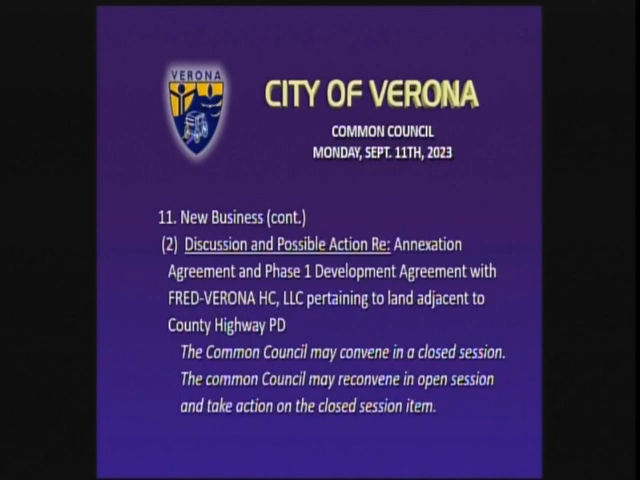 VERONA
CITY OF VERONA
COMMON COUNCIL
MONDAY, SEPT. 11TH, 2023
11. New Business (cont.)
(2) Discussion and Possible Action Re: Annexation
Agreement and Phase 1 Development Agreement with
FRED-VERONA HC, LLC pertaining to land adjacent to
County Highway PD
The Common Council may convene in a closed session.
The common Council may reconvene in open session
and take action on the closed session item.